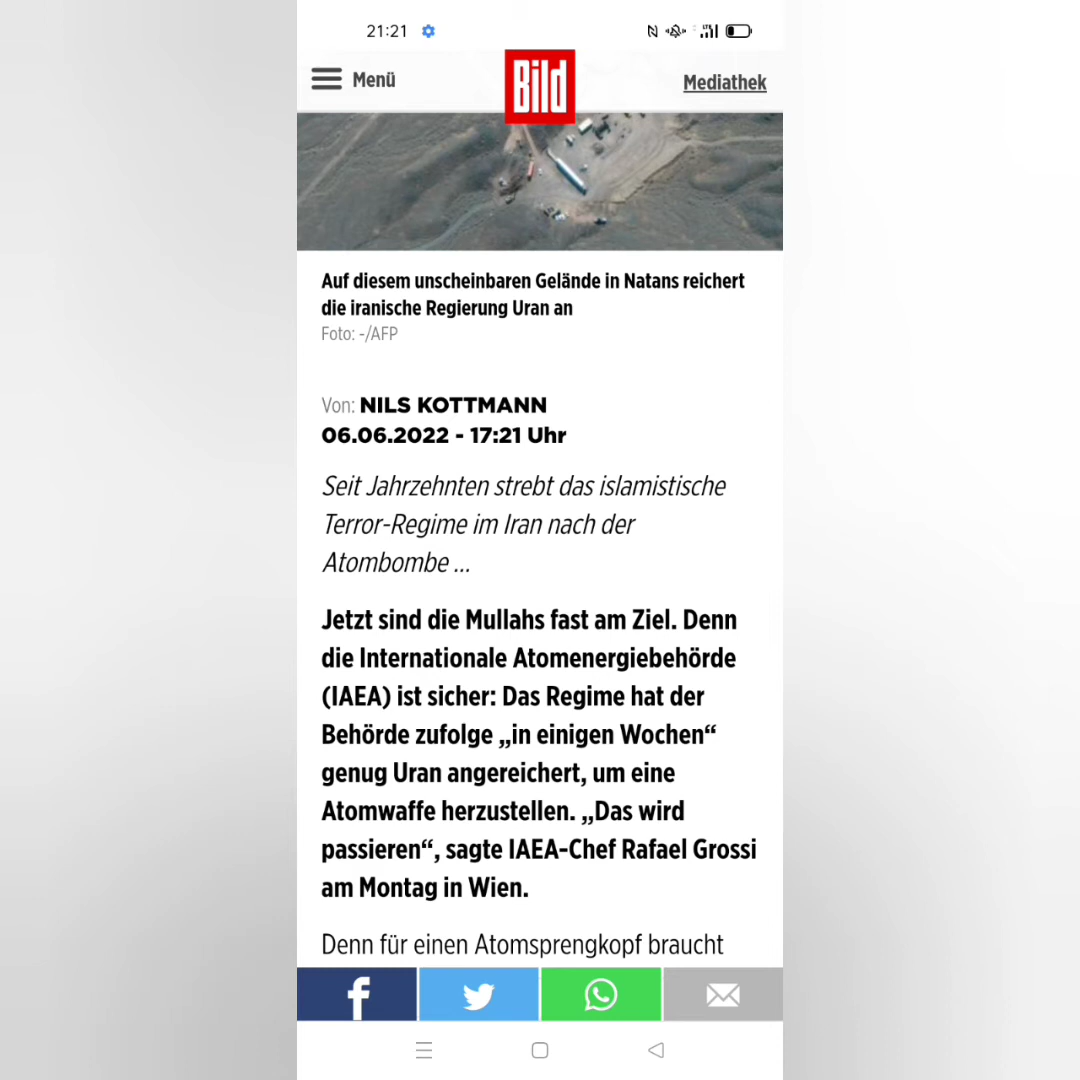 21:21
Menü
Bild
Mediathek
Auf diesem unscheinbaren Gelände in Natans reichert
die iranische Regierung Uran an
Foto: -/AFP
Von: NILS KOTTMANN
06.06.2022 - 17:21 Uhr
Seit Jahrzehnten strebt das islamistische
Terror-Regime im Iran nach der
Atombombe ...
Jetzt sind die Mullahs fast am Ziel. Denn
die Internationale Atomenergiebehörde
(IAEA) ist sicher: Das Regime hat der
Behörde zufolge „in einigen Wochen“
genug Uran angereichert, um eine
Atomwaffe herzustellen. „Das wird
passieren“, sagte IAEA-Chef Rafael Grossi
am Montag in Wien.
Denn für einen Atomsprengkopf braucht